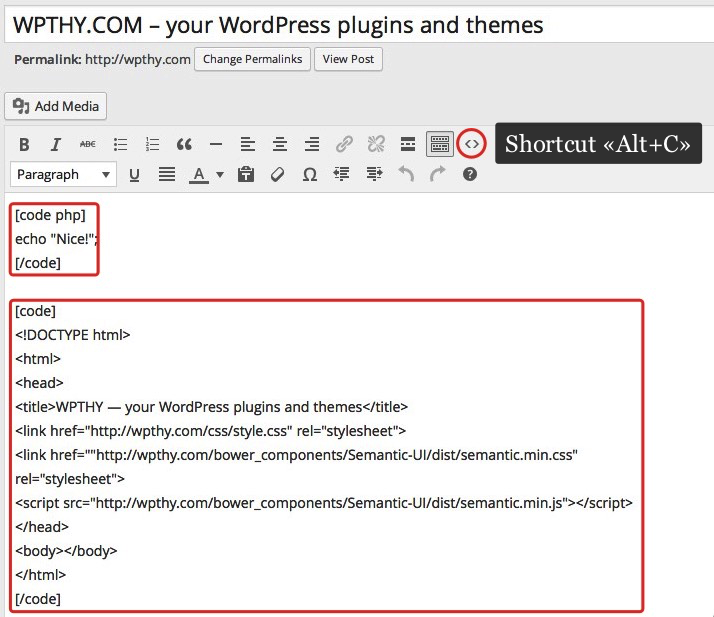 WPTHY.COM – your WordPress plugins and themes
Permalink: http://wpthy.com Change Permalinks View Post
Add Media
B I ABC
Shortcut «Alt+C»
Paragraph U A Ω
[code php]
echo "Nice!";
[/code]
[code]
<!DOCTYPE html>
<html>
<head>
<title>WPTHY — your WordPress plugins and themes</title>
<link href="http://wpthy.com/css/style.css" rel="stylesheet">
<link href=""http://wpthy.com/bower_components/Semantic-UI/dist/semantic.min.css"
rel="stylesheet">
<script src="http://wpthy.com/bower_components/Semantic-UI/dist/semantic.min.js"></script>
</head>
<body></body>
</html>
[/code]